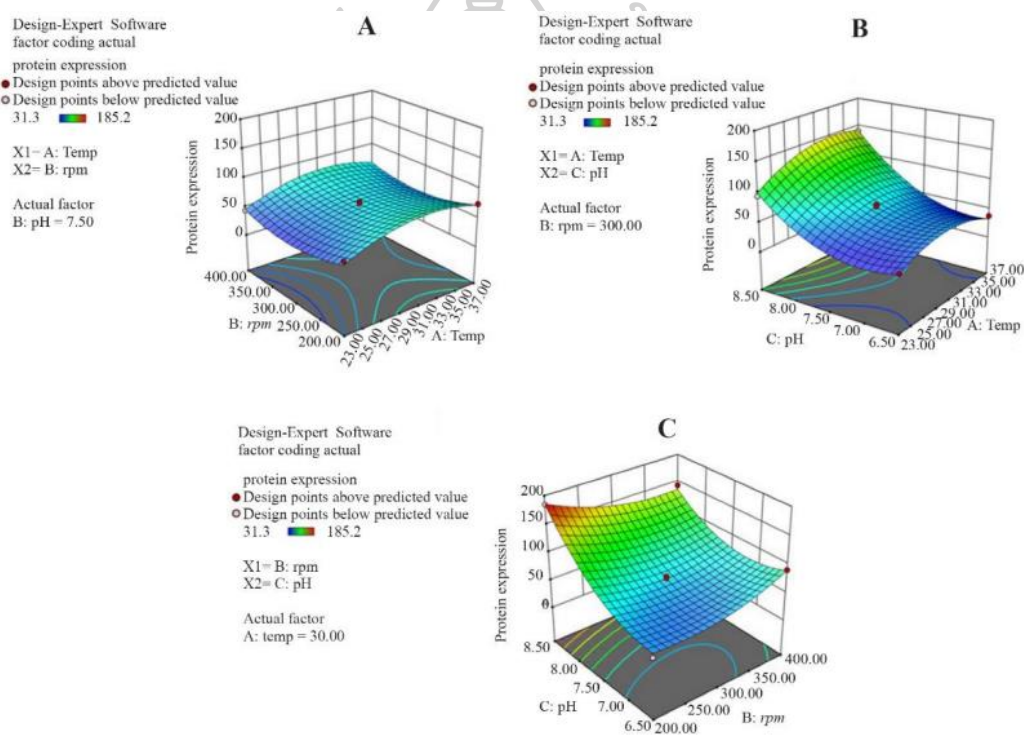 A
Design-Expert Software
factor coding actual
protein expression
Design points above predicted value
Design points below predicted value
31.3 185.2
X1– A: Temp
X2= B: rpm
Actual factor
B: pH = 7.50
Protein expression
200
150
100
50
0
400.00
350.00
300.00
250.00
200.00
B: rpm
23.00
25.00
27.00
29.00
31.00
33.00
35.00
37.00
A: Temp
B
Design-Expert Software
factor coding actual
protein expression
Design points above predicted value
Design points below predicted value
31.3 185.2
X1= A: Temp
X2= C: pH
Actual factor
B: rpm = 300.00
Protein expression
200
150
100
50
0
8.50
8.00
7.50
7.00
6.50
C: pH
37.00
35.00
33.00
31.00
29.00
27.00
25.00
23.00
A: Temp
C
Design-Expert Software
factor coding actual
protein expression
Design points above predicted value
Design points below predicted value
31.3 185.2
X1= B: rpm
X2= C: pH
Actual factor
A: temp = 30.00
Protein expression
200
150
100
50
0
8.50
8.00
7.50
7.00
6.50
C: pH
400.00
350.00
300.00
250.00
200.00
B: rpm